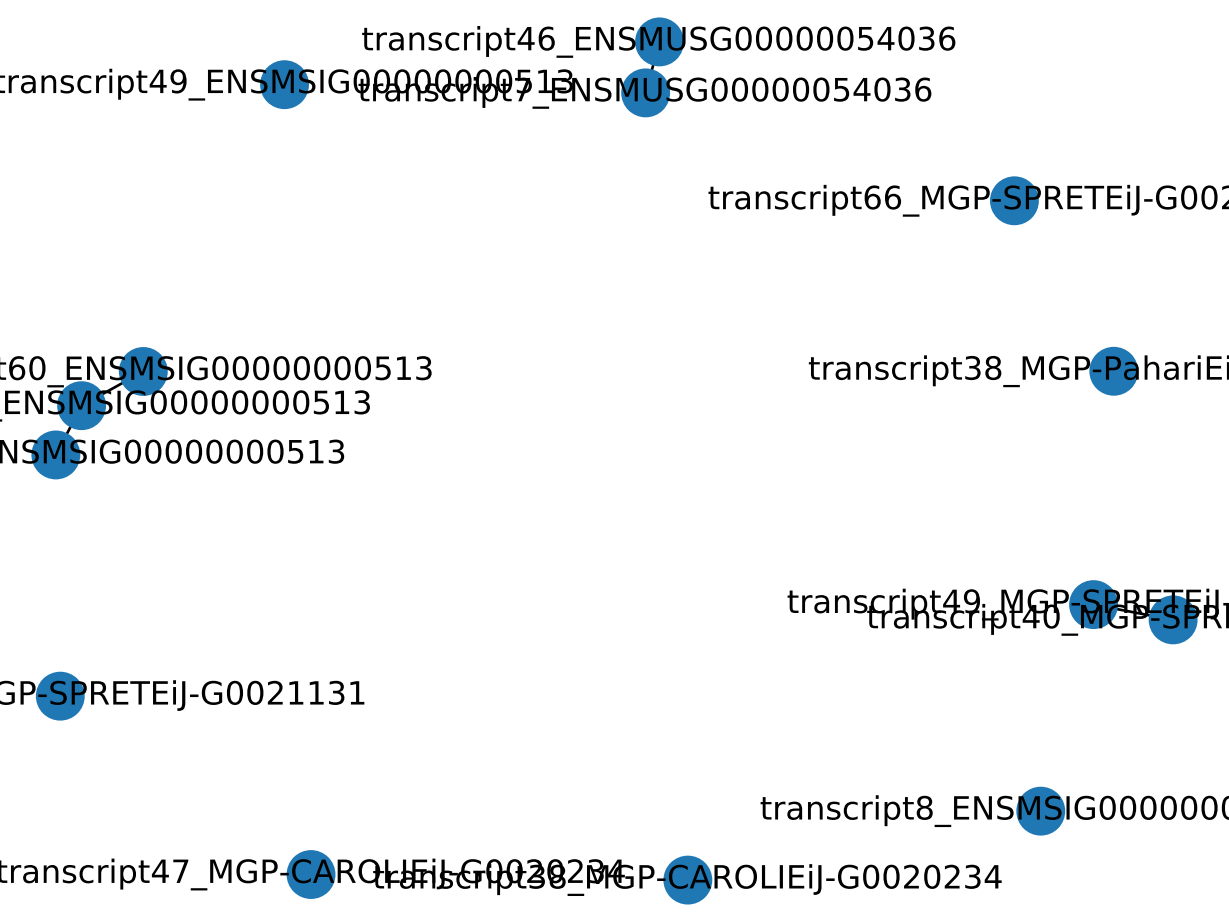 transcript46_ENSMUSG00000054036
transcript49_ENSMSIG00000000513
transcript7_ENSMUSG00000054036
transcript66_MGP-SPRETEiJ-G002
t60_ENSMSIG00000000513
transcript38_MGP-PahariEi
_ENSMSIG00000000513
NSMSIG00000000513
transcript49_MGP-SPRETEiJ-
transcript40_MGP-SPR
GP-SPRETEiJ-G0021131
transcript8_ENSMSIG0000000
transcript47_MGP-CAROLIEiJ-G0020234
transcript38_MGP-CAROLIEiJ-G0020234